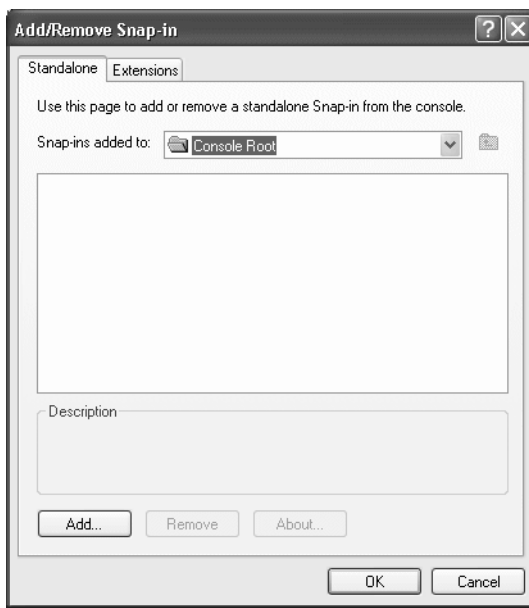 Add/Remove Snap-in
Standalone Extensions
Use this page to add or remove a standalone Snap-in from the console.
Snap-ins added to: Console Root
Description
Add... Remove About...
OK Cancel